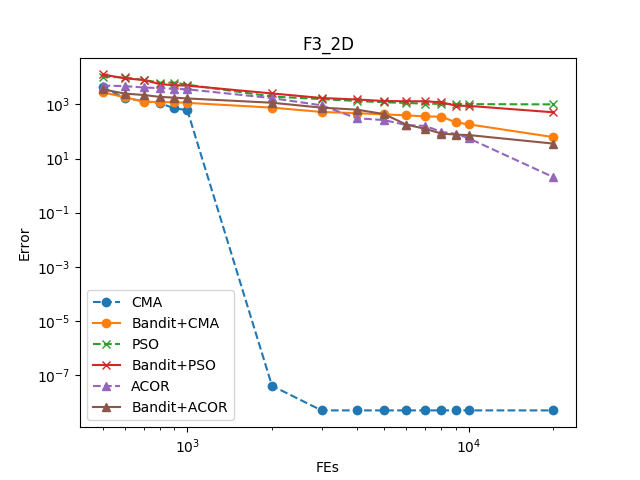 F3_2D
Error
10^3
10^1
10^-1
10^-3
10^-5
10^-7
CMA
Bandit+CMA
PSO
Bandit+PSO
ACOR
Bandit+ACOR
10^3
10^4
FEs